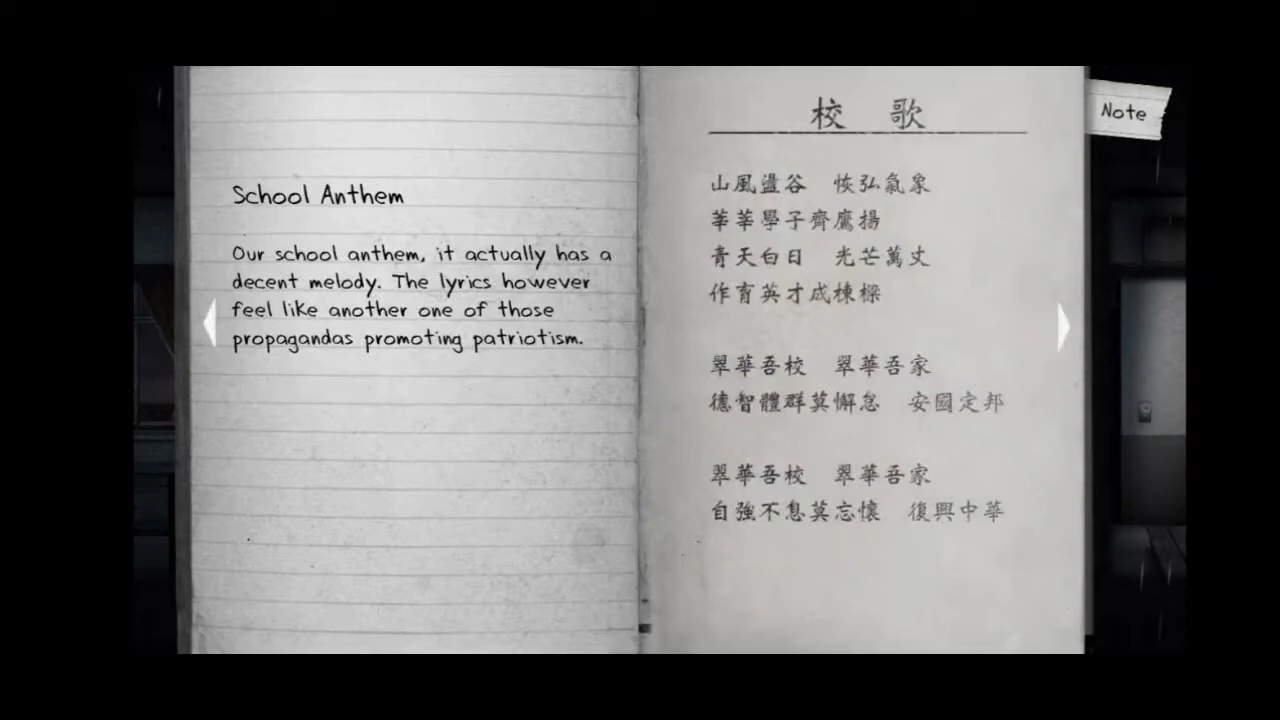 School Anthem
Our school anthem, it actually has a
decent melody. The lyrics however
feel like another one of those
propagandas promoting patriotism.
校 歌
山風盪谷 恢弘氣象
莘莘學子齊鷹揚
青天白日 光芒萬丈
作育英才成棟樑
翠華吾校 翠華吾家
德智體群莫懈怠 安國定邦
翠華吾校 翠華吾家
自強不息莫忘懷 復興中華
Note